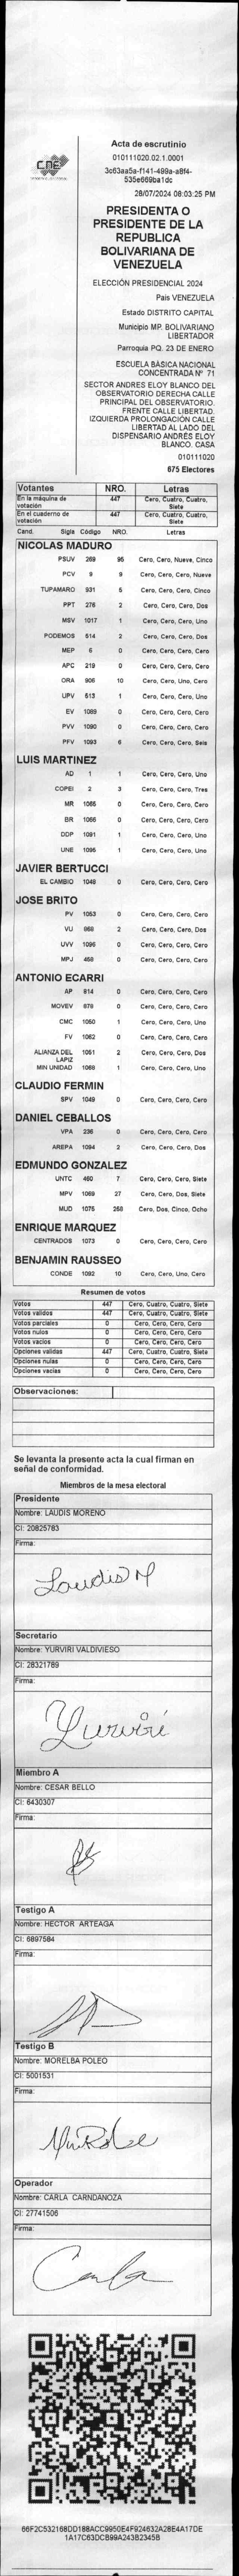 CNE
Acta de escrutinio
010111020.02.1.0001
3c63aa5a-f141-499a-a8f4-
535e669ba1dc
28/07/2024 08:03:25 PM
PRESIDENTA O
PRESIDENTE DE LA
REPUBLICA
BOLIVARIANA DE
VENEZUELA
ELECCIÓN PRESIDENCIAL 2024
País VENEZUELA
Estado DISTRITO CAPITAL
Municipio MP. BOLIVARIANO
LIBERTADOR
Parroquia PQ. 23 DE ENERO
ESCUELA BÁSICA NACIONAL
CONCENTRADA Nº 71
SECTOR ANDRES ELOY BLANCO DEL
OBSERVATORIO DERECHA CALLE
PRINCIPAL DEL OBSERVATORIO.
FRENTE CALLE LIBERTAD.
IZQUIERDA PROLONGACIÓN CALLE
LIBERTAD AL LADO DEL
DISPENSARIO ANDRÉS ELOY
BLANCO. CASA
010111020
675 Electores
Votantes NRO. Letras
En la máquina de votación 447 Cero, Cuatro, Cuatro, Siete
En el cuaderno de votación 447 Cero, Cuatro, Cuatro, Siete
Cand. Sigla Código NRO. Letras
NICOLAS MADURO
PSUV 269 95 Cero, Cero, Nueve, Cinco
PCV 9 9 Cero, Cero, Cero, Nueve
TUPAMARO 931 5 Cero, Cero, Cero, Cinco
PPT 276 2 Cero, Cero, Cero, Dos
MSV 1017 1 Cero, Cero, Cero, Uno
PODEMOS 514 2 Cero, Cero, Cero, Dos
MEP 6 0 Cero, Cero, Cero, Cero
APC 219 0 Cero, Cero, Cero, Cero
ORA 906 10 Cero, Cero, Uno, Cero
UPV 513 1 Cero, Cero, Cero, Uno
EV 1089 0 Cero, Cero, Cero, Cero
PVV 1090 0 Cero, Cero, Cero, Cero
PFV 1093 6 Cero, Cero, Cero, Seis
LUIS MARTINEZ
AD 1 1 Cero, Cero, Cero, Uno
COPEI 2 3 Cero, Cero, Cero, Tres
MR 1065 0 Cero, Cero, Cero, Cero
BR 1066 0 Cero, Cero, Cero, Cero
DDP 1091 1 Cero, Cero, Cero, Uno
UNE 1095 1 Cero, Cero, Cero, Uno
JAVIER BERTUCCI
EL CAMBIO 1046 0 Cero, Cero, Cero, Cero
JOSE BRITO
PV 1053 0 Cero, Cero, Cero, Cero
VU 868 2 Cero, Cero, Cero, Dos
UVV 1096 0 Cero, Cero, Cero, Cero
MPJ 458 0 Cero, Cero, Cero, Cero
ANTONIO ECARRI
AP 814 0 Cero, Cero, Cero, Cero
MOVEV 878 0 Cero, Cero, Cero, Cero
CMC 1050 1 Cero, Cero, Cero, Uno
FV 1062 0 Cero, Cero, Cero, Cero
ALIANZA DEL LAPIZ 1051 2 Cero, Cero, Cero, Dos
MIN UNIDAD 1068 1 Cero, Cero, Cero, Uno
CLAUDIO FERMIN
SPV 1049 0 Cero, Cero, Cero, Cero
DANIEL CEBALLOS
VPA 236 0 Cero, Cero, Cero, Cero
AREPA 1094 2 Cero, Cero, Cero, Dos
EDMUNDO GONZALEZ
UNTC 460 7 Cero, Cero, Cero, Siete
MPV 1069 27 Cero, Cero, Dos, Siete
MUD 1075 258 Cero, Dos, Cinco, Ocho
ENRIQUE MARQUEZ
CENTRADOS 1073 0 Cero, Cero, Cero, Cero
BENJAMIN RAUSSEO
CONDE 1092 10 Cero, Cero, Uno, Cero
Resumen de votos
Votos 447 Cero, Cuatro, Cuatro, Siete
Votos validos 447 Cero, Cuatro, Cuatro, Siete
Votos parciales 0 Cero, Cero, Cero, Cero
Votos nulos 0 Cero, Cero, Cero, Cero
Votos vacios 0 Cero, Cero, Cero, Cero
Opciones validas 447 Cero, Cuatro, Cuatro, Siete
Opciones nulas 0 Cero, Cero, Cero, Cero
Opciones vacias 0 Cero, Cero, Cero, Cero
Observaciones:
Se levanta la presente acta la cual firman en
señal de conformidad.
Miembros de la mesa electoral
Presidente
Nombre: LAUDIS MORENO
CI: 20825783
Firma:
Laudis M
Secretario
Nombre: YURVIRI VALDIVIESO
CI: 28321789
Firma:
Yurviri
Miembro A
Nombre: CESAR BELLO
CI: 6430307
Firma:
Testigo A
Nombre: HECTOR ARTEAGA
CI: 6897584
Firma:
Testigo B
Nombre: MORELBA POLEO
CI: 5001531
Firma:
Operador
Nombre: CARLA CARNDANOZA
CI: 27741506
Firma:
Carla
66F2C532168DD188ACC9950E4F924632A28E4A17DE
1A17C63DCB99A243B2345B